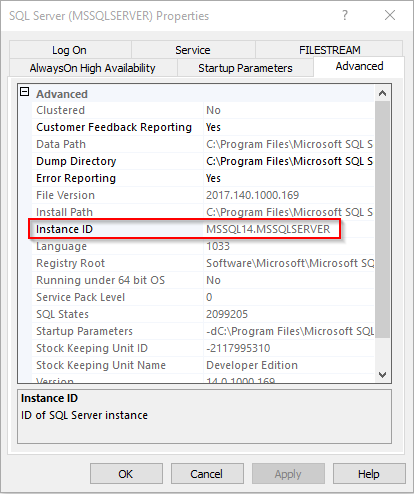 SQL Server (MSSQLSERVER) Properties ? ×
Log On Service FILESTREAM
AlwaysOn High Availability Startup Parameters Advanced
Advanced
Clustered No
Customer Feedback Reporting Yes
Data Path C:\Program Files\Microsoft SQL S
Dump Directory C:\Program Files\Microsoft SQL S
Error Reporting Yes
File Version 2017.140.1000.169
Install Path C:\Program Files\Microsoft SQL S
Instance ID MSSQL14.MSSQLSERVER
Language 1033
Registry Root Software\Microsoft\Microsoft SC
Running under 64 bit OS No
Service Pack Level 0
SQL States 2099205
Startup Parameters -dC:\Program Files\Microsoft SC
Stock Keeping Unit ID -2117995310
Stock Keeping Unit Name Developer Edition
Version 14.0.1000.169
Instance ID
ID of SQL Server instance
OK Cancel Apply Help